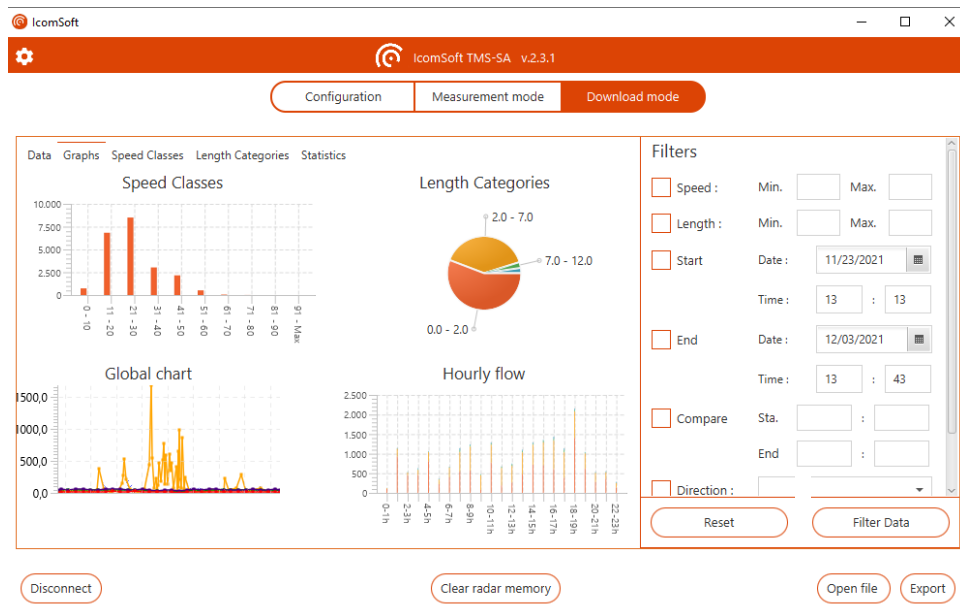 IcomSoft
IcomSoft TMS-SA v.2.3.1
Configuration Measurement mode Download mode
Data Graphs Speed Classes Length Categories Statistics
Speed Classes
10.000
7.500
5.000
2.500
0
0 - 10
11 - 20
21 - 30
31 - 40
41 - 50
51 - 60
61 - 70
71 - 80
81 - 90
91 - Max
Length Categories
2.0 - 7.0
7.0 - 12.0
0.0 - 2.0
Global chart
1500,0
1000,0
500,0
0,0
Hourly flow
2.500
2.000
1.500
1.000
500
0
0-1h
2-3h
4-5h
6-7h
8-9h
10-11h
12-13h
14-15h
16-17h
18-19h
20-21h
22-23h
Filters
Speed : Min. Max.
Length : Min. Max.
Start Date : 11/23/2021
Time : 13 : 13
End Date : 12/03/2021
Time : 13 : 43
Compare Sta. :
End :
Direction :
Reset Filter Data
Disconnect Clear radar memory Open file Export